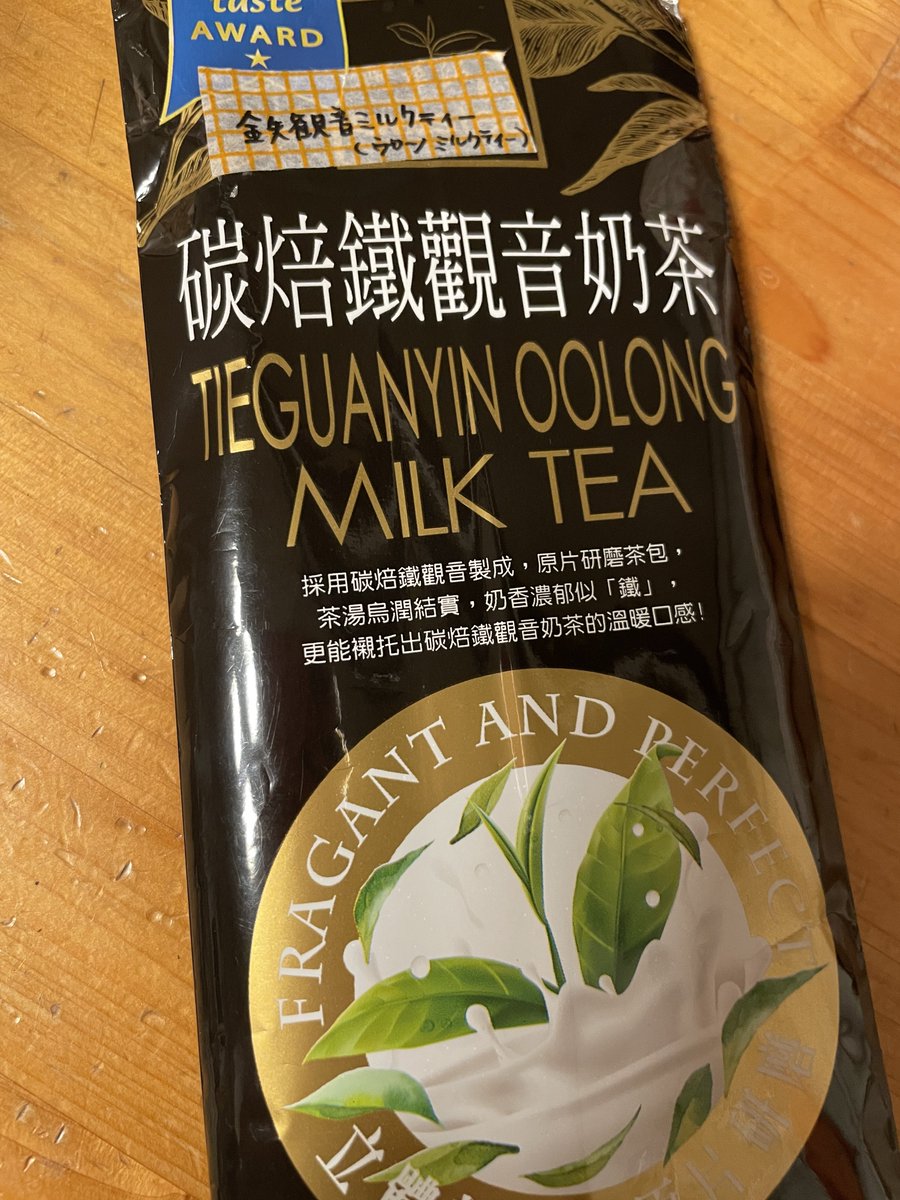 taste
AWARD
鉄観音ミルクティー
(ウーロンミルクティー)
碳焙鐵觀音奶茶
TIEGUANYIN OOLONG
MILK TEA
採用碳焙鐵觀音製成，原片研磨茶包，
茶湯烏潤結實，奶香濃郁似「鐵」，
更能襯托出碳焙鐵觀音奶茶的溫暖口感!
FRAGANT AND PERFECT